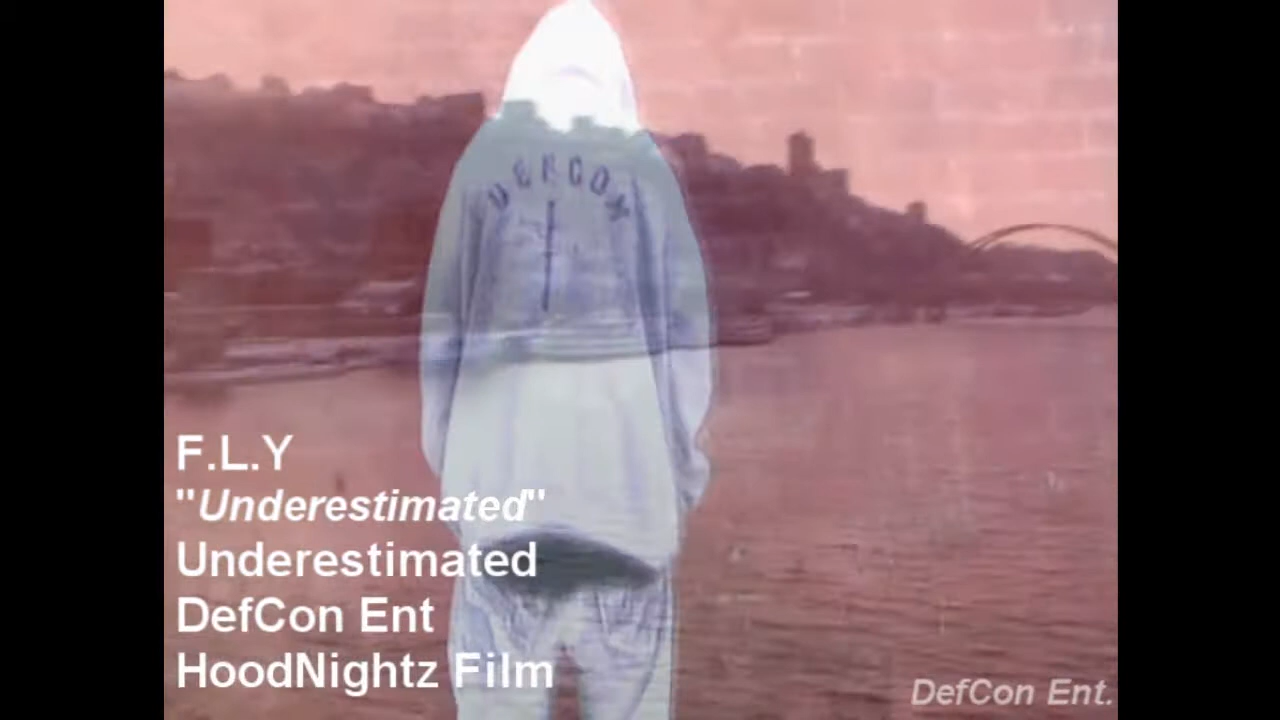 DEFCON
F.L.Y
"Underestimated"
Underestimated
DefCon Ent
HoodNightz Film
DefCon Ent.